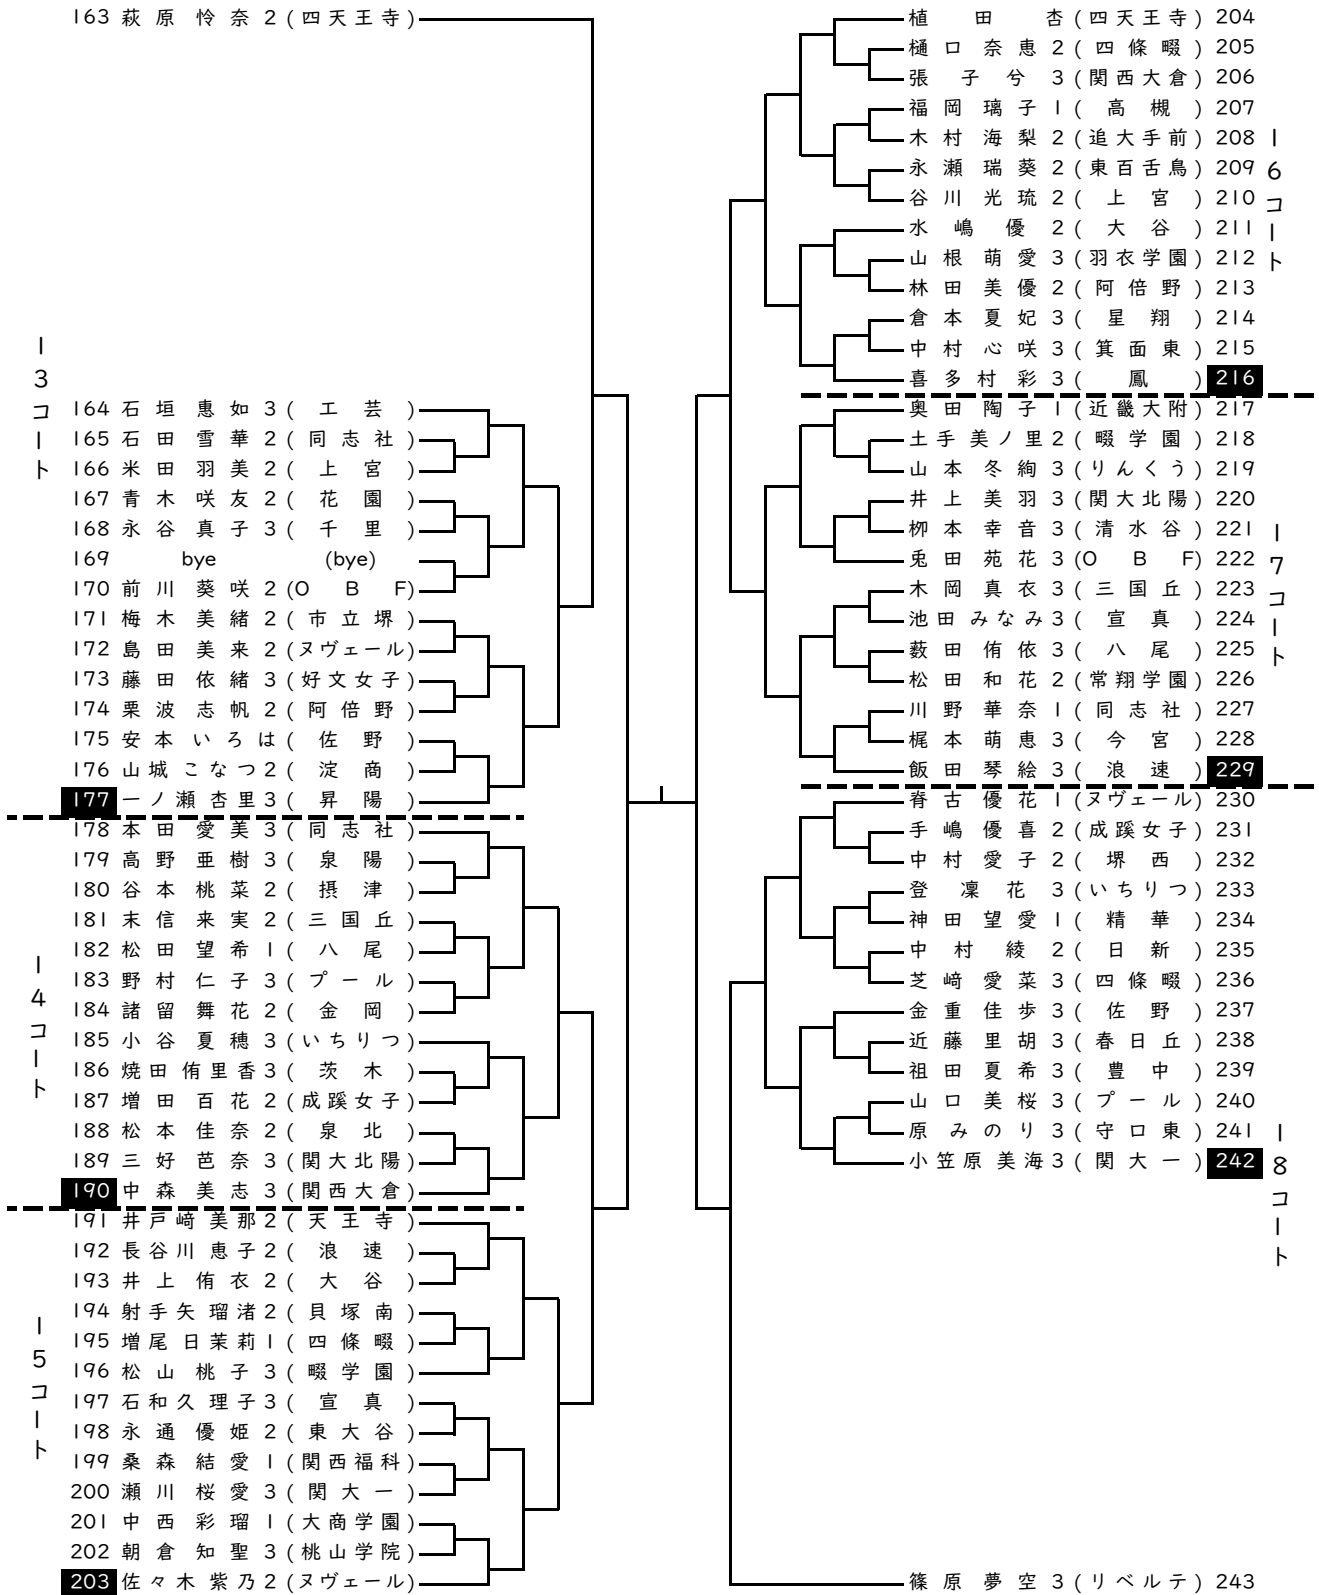 163 萩原 怜奈 2 (四天王寺)
13コート
164 石垣 惠如 3 (工芸)
165 石田 雪華 2 (同志社)
166 米田 羽美 2 (上宮)
167 青木 咲友 2 (花園)
168 永谷 真子 3 (千里)
169 bye (bye)
170 前川 葵咲 2 (OBF)
171 梅木 美緒 2 (市立堺)
172 島田 美来 2 (ヌヴェール)
173 藤田 依緒 3 (好文女子)
174 栗波 志帆 2 (阿倍野)
175 安本 いろは (佐野)
176 山城 こなつ 2 (淀商)
177 一ノ瀬 杏里 3 (昇陽)
178 本田 愛美 3 (同志社)
179 高野 亜樹 3 (泉陽)
180 谷本 桃菜 2 (摂津)
181 末信 来実 2 (三国丘)
182 松田 望希 1 (八尾)
183 野村 仁子 3 (プール)
184 諸留 舞花 2 (金岡)
14コート
185 小谷 夏穂 3 (いちりつ)
186 焼田 侑里香 3 (茨木)
187 増田 百花 2 (成蹊女子)
188 松本 佳奈 2 (泉北)
189 三好 芭奈 3 (関大北陽)
190 中森 美志 3 (関西大倉)
191 井戸﨑 美那 2 (天王寺)
192 長谷川 恵子 2 (浪速)
193 井上 侑衣 2 (大谷)
194 射手矢 瑠渚 2 (貝塚南)
195 増尾 日茉莉 1 (四條畷)
196 松山 桃子 3 (畷学園)
15コート
197 石和久 理子 3 (宣真)
198 永通 優姫 2 (東大谷)
199 桑森 結愛 1 (関西福科)
200 瀬川 桜愛 3 (関大一)
201 中西 彩瑠 1 (大商学園)
202 朝倉 知聖 3 (桃山学院)
203 佐々木 紫乃 2 (ヌヴェール)
植田 杏 (四天王寺) 204
樋口 奈恵 2 (四條畷) 205
張 子兮 3 (関西大倉) 206
福岡 璃子 1 (高槻) 207
木村 海梨 2 (追大手前) 208
永瀬 瑞葵 2 (東百舌鳥) 209
谷川 光琉 2 (上宮) 210
16コート
水嶋 優 2 (大谷) 211
山根 萌愛 3 (羽衣学園) 212
林田 美優 2 (阿倍野) 213
倉本 夏妃 3 (星翔) 214
中村 心咲 3 (箕面東) 215
喜多村 彩 3 (鳳) 216
奥田 陶子 1 (近畿大附) 217
土手 美ノ里 2 (畷学園) 218
山本 冬絢 3 (りんくう) 219
井上 美羽 3 (関大北陽) 220
栁本 幸音 3 (清水谷) 221
兎田 苑花 3 (OBF) 222
17コート
木岡 真衣 3 (三国丘) 223
池田 みなみ 3 (宣真) 224
薮田 侑依 3 (八尾) 225
松田 和花 2 (常翔学園) 226
川野 華奈 1 (同志社) 227
梶本 萌恵 3 (今宮) 228
飯田 琴絵 3 (浪速) 229
脊古 優花 1 (ヌヴェール) 230
手嶋 優喜 2 (成蹊女子) 231
中村 愛子 2 (堺西) 232
登 凜花 3 (いちりつ) 233
神田 望愛 1 (精華) 234
中村 綾 2 (日新) 235
芝﨑 愛菜 3 (四條畷) 236
金重 佳歩 3 (佐野) 237
近藤 里胡 3 (春日丘) 238
祖田 夏希 3 (豊中) 239
山口 美桜 3 (プール) 240
原 みのり 3 (守口東) 241
小笠原 美海 3 (関大一) 242
18コート
篠原 夢空 3 (リベルテ) 243